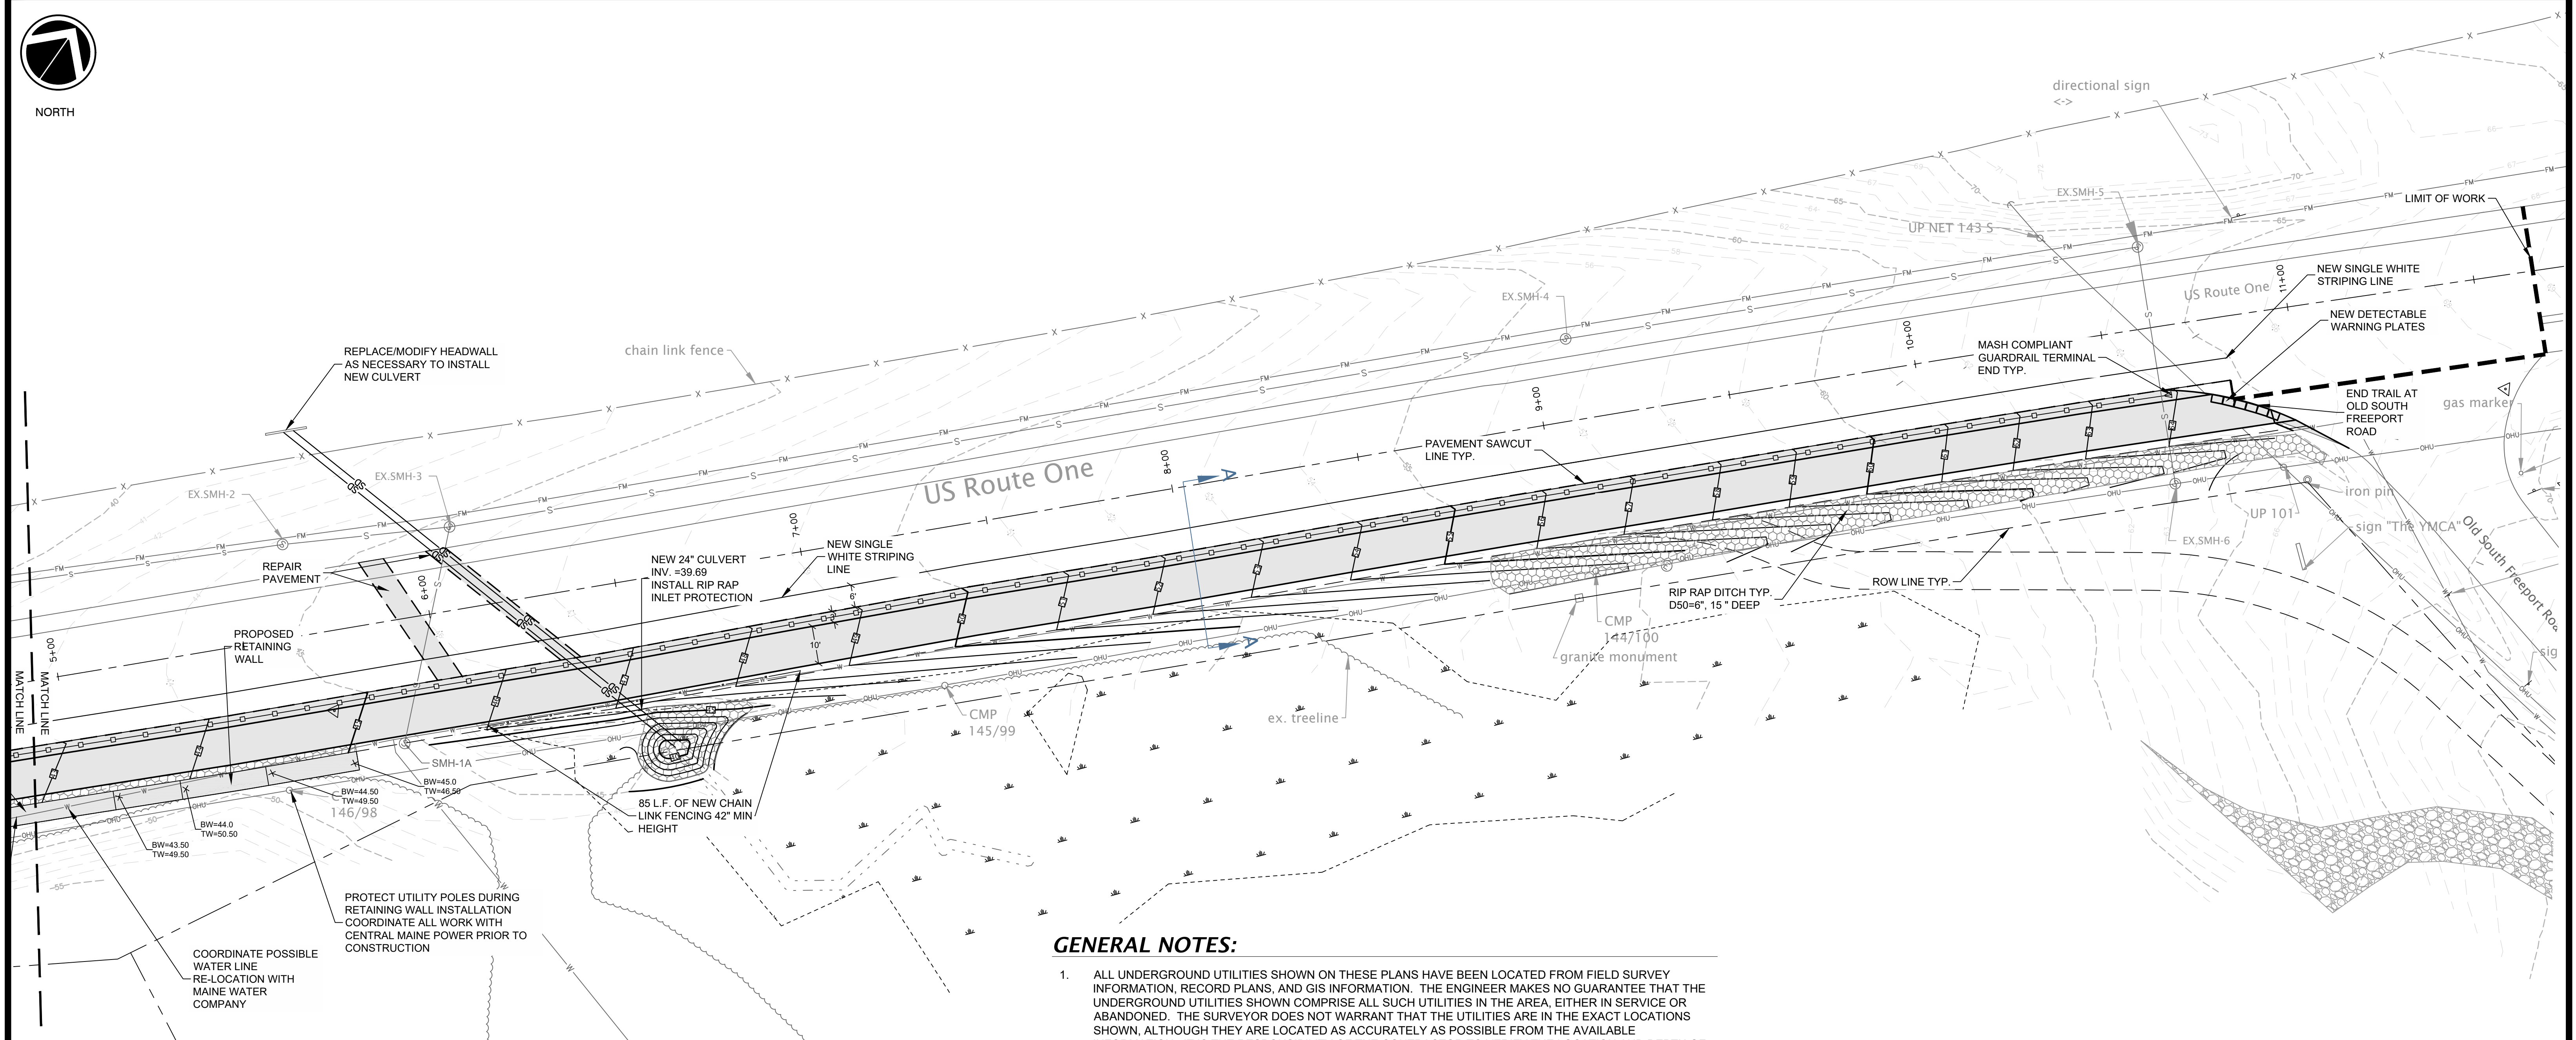 NORTH
directional sign
<->
EX.SMH-5
LIMIT OF WORK
UP NET 143 S
NEW SINGLE WHITE
STRIPING LINE
11+00
US Route One
EX.SMH-4
NEW DETECTABLE
WARNING PLATES
10+00
MASH COMPLIANT
GUARDRAIL TERMINAL
END TYP.
REPLACE/MODIFY HEADWALL
AS NECESSARY TO INSTALL
NEW CULVERT
chain link fence
END TRAIL AT
OLD SOUTH
FREEPORT
ROAD
gas marker
9+00
PAVEMENT SAWCUT
LINE TYP.
8+00
A
US Route One
EX.SMH-3
EX.SMH-2
iron pin
UP 101
sign "The YMCA"
Old South Freeport Roa
EX.SMH-6
7+00
NEW SINGLE
WHITE STRIPING
LINE
NEW 24" CULVERT
INV. =39.69
INSTALL RIP RAP
INLET PROTECTION
REPAIR
PAVEMENT
6+00
6'
3'
10'
ROW LINE TYP.
RIP RAP DITCH TYP.
D50=6", 15 " DEEP
CMP
144/100
granite monument
A
PROPOSED
RETAINING
WALL
5+00
MATCH LINE
MATCH LINE
sig
CMP
145/99
ex. treeline
SMH-1A
BW=45.0
TW=46.50
BW=44.50
TW=49.50
146/98
BW=44.0
TW=50.50
BW=43.50
TW=49.50
85 L.F. OF NEW CHAIN
LINK FENCING 42" MIN
HEIGHT
PROTECT UTILITY POLES DURING
RETAINING WALL INSTALLATION
COORDINATE ALL WORK WITH
CENTRAL MAINE POWER PRIOR TO
CONSTRUCTION
COORDINATE POSSIBLE
WATER LINE
RE-LOCATION WITH
MAINE WATER
COMPANY
GENERAL NOTES:
1. ALL UNDERGROUND UTILITIES SHOWN ON THESE PLANS HAVE BEEN LOCATED FROM FIELD SURVEY
INFORMATION, RECORD PLANS, AND GIS INFORMATION. THE ENGINEER MAKES NO GUARANTEE THAT THE
UNDERGROUND UTILITIES SHOWN COMPRISE ALL SUCH UTILITIES IN THE AREA, EITHER IN SERVICE OR
ABANDONED. THE SURVEYOR DOES NOT WARRANT THAT THE UTILITIES ARE IN THE EXACT LOCATIONS
SHOWN, ALTHOUGH THEY ARE LOCATED AS ACCURATELY AS POSSIBLE FROM THE AVAILABLE